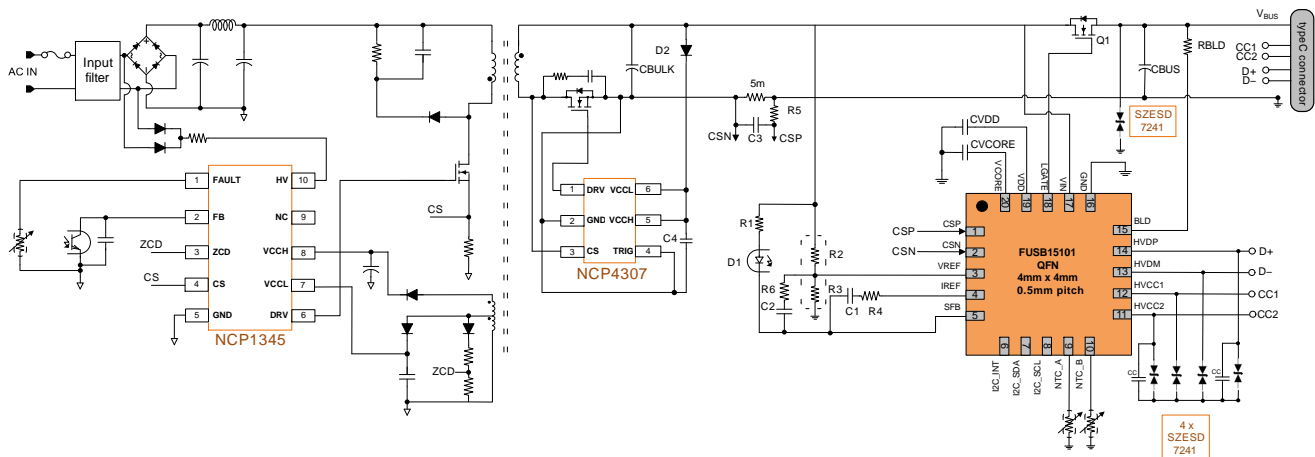 AC IN
Input
filter
CBULK
D2
Q1
VBUS
RBLD
CBUS
typeC connector
CC1
CC2
D+
D−
5m
R5
CSN
C3
CSP
SZESD
7241
1 FAULT HV 10
2 FB NC 9
3 ZCD VCCH 8
4 CS VCCL 7
5 GND DRV 6
NCP1345
ZCD
CS
CS
ZCD
1 DRV VCCL 6
2 GND VCCH 5
3 CS TRIG 4
NCP4307
C4
CVDD
CVCORE
R1
D1
R2
R3
R6
C2
C1
R4
CSP
CSN
CSP
CSN
VREF
IREF
SFB
1
2
3
4
5
VCORE
VDD
LGATE
VIN
GND
20
19
18
17
16
FUSB15101
QFN
4mm x 4mm
0.5mm pitch
BLD
HVDP
HVDM
HVCC1
HVCC2
15
14
13
12
11
D+
D−
CC1
CC2
6
7
8
9
10
I2C_INT
I2C_SDA
I2C_SCL
NTC_A
NTC_B
CC
CC
4 x
SZESD
7241